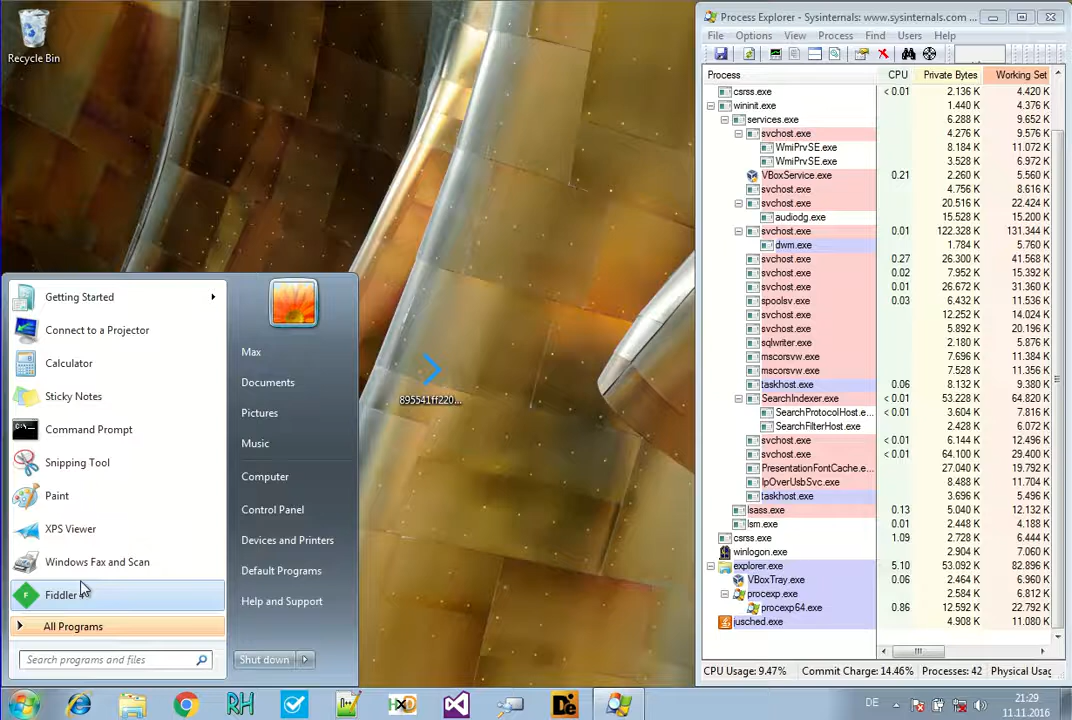 Recycle Bin
895541ff220...
Getting Started
Connect to a Projector
Calculator
Sticky Notes
Command Prompt
Snipping Tool
Paint
XPS Viewer
Windows Fax and Scan
Fiddler
All Programs
Search programs and files
Max
Documents
Pictures
Music
Computer
Control Panel
Devices and Printers
Default Programs
Help and Support
Shut down
Process Explorer - Sysinternals: www.sysinternals.com ...
File Options View Process Find Users Help
Process CPU Private Bytes Working Set
csrss.exe < 0.01 2.136 K 4.420 K
wininit.exe 1.440 K 4.376 K
services.exe 6.288 K 9.652 K
svchost.exe 4.276 K 9.576 K
WmiPrvSE.exe 8.184 K 11.072 K
WmiPrvSE.exe 3.528 K 6.972 K
VBoxService.exe 0.21 2.260 K 5.560 K
svchost.exe 4.756 K 8.616 K
svchost.exe 20.516 K 22.424 K
audiodg.exe 15.528 K 15.200 K
svchost.exe 0.01 122.328 K 131.344 K
dwm.exe 1.784 K 5.760 K
svchost.exe 0.27 26.300 K 41.568 K
svchost.exe 0.02 7.952 K 15.392 K
svchost.exe 0.01 26.672 K 31.360 K
spoolsv.exe 0.03 6.432 K 11.536 K
svchost.exe 12.252 K 14.024 K
svchost.exe 5.892 K 20.196 K
sqlwriter.exe 2.180 K 5.876 K
mscorsvw.exe 7.696 K 11.384 K
mscorsvw.exe 7.528 K 11.356 K
taskhost.exe 0.06 8.132 K 9.380 K
SearchIndexer.exe < 0.01 53.228 K 64.820 K
SearchProtocolHost.e... < 0.01 3.604 K 7.816 K
SearchFilterHost.exe 2.428 K 6.072 K
svchost.exe < 0.01 6.144 K 12.496 K
svchost.exe < 0.01 64.100 K 29.400 K
PresentationFontCache.e... 27.040 K 19.792 K
IpOverUsbSvc.exe 8.488 K 11.704 K
taskhost.exe 3.696 K 5.496 K
lsass.exe 0.13 5.040 K 12.132 K
lsm.exe 0.01 2.448 K 4.188 K
csrss.exe 1.09 2.728 K 6.444 K
winlogon.exe 2.904 K 7.060 K
explorer.exe 5.10 53.092 K 82.896 K
VBoxTray.exe 0.06 2.464 K 6.960 K
procexp.exe 2.584 K 6.832 K
procexp64.exe 0.86 12.592 K 22.792 K
jusched.exe 4.908 K 11.080 K
CPU Usage: 9.47% Commit Charge: 14.46% Processes: 42 Physical Usag
DE
21:29
11.11.2016